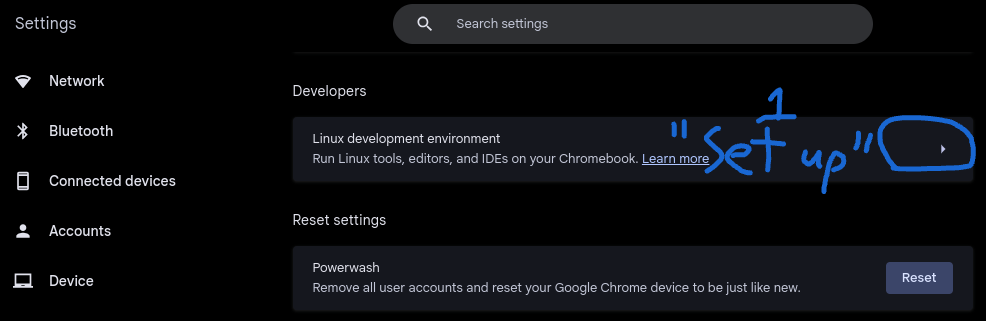 Settings
Search settings
Network
Bluetooth
Connected devices
Accounts
Device
Developers
Linux development environment
Run Linux tools, editors, and IDEs on your Chromebook. Learn more
1
"Set up"
Reset settings
Powerwash
Remove all user accounts and reset your Google Chrome device to be just like new.
Reset